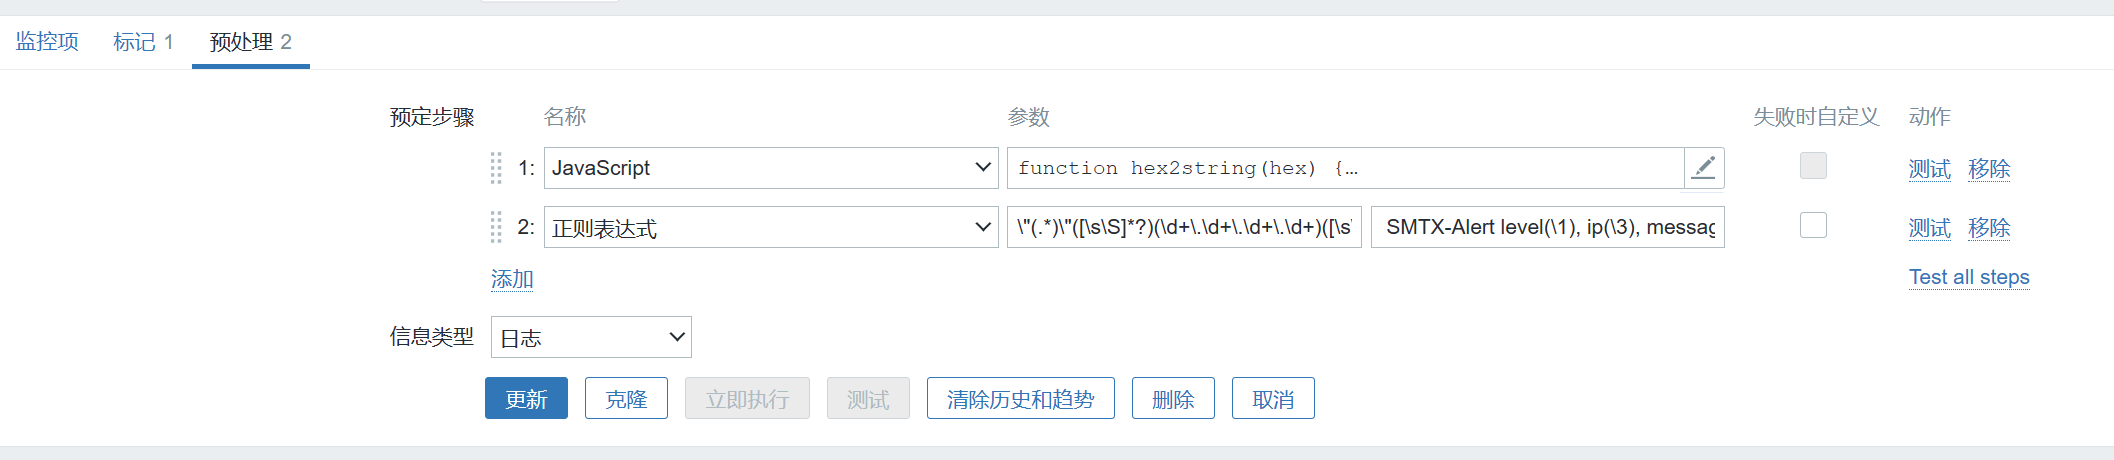 监控项 标记 1 预处理 2
预定步骤 名称 参数 失败时自定义 动作
1: JavaScript function hex2string(hex) {… 测试 移除
2: 正则表达式 \"(.*)\"([\s\S]*?)(\d+\.\d+\.\d+\.\d+)([\s\ SMTX-Alert level(\1), ip(\3), messag 测试 移除
添加 Test all steps
信息类型 日志
更新 克隆 立即执行 测试 清除历史和趋势 删除 取消